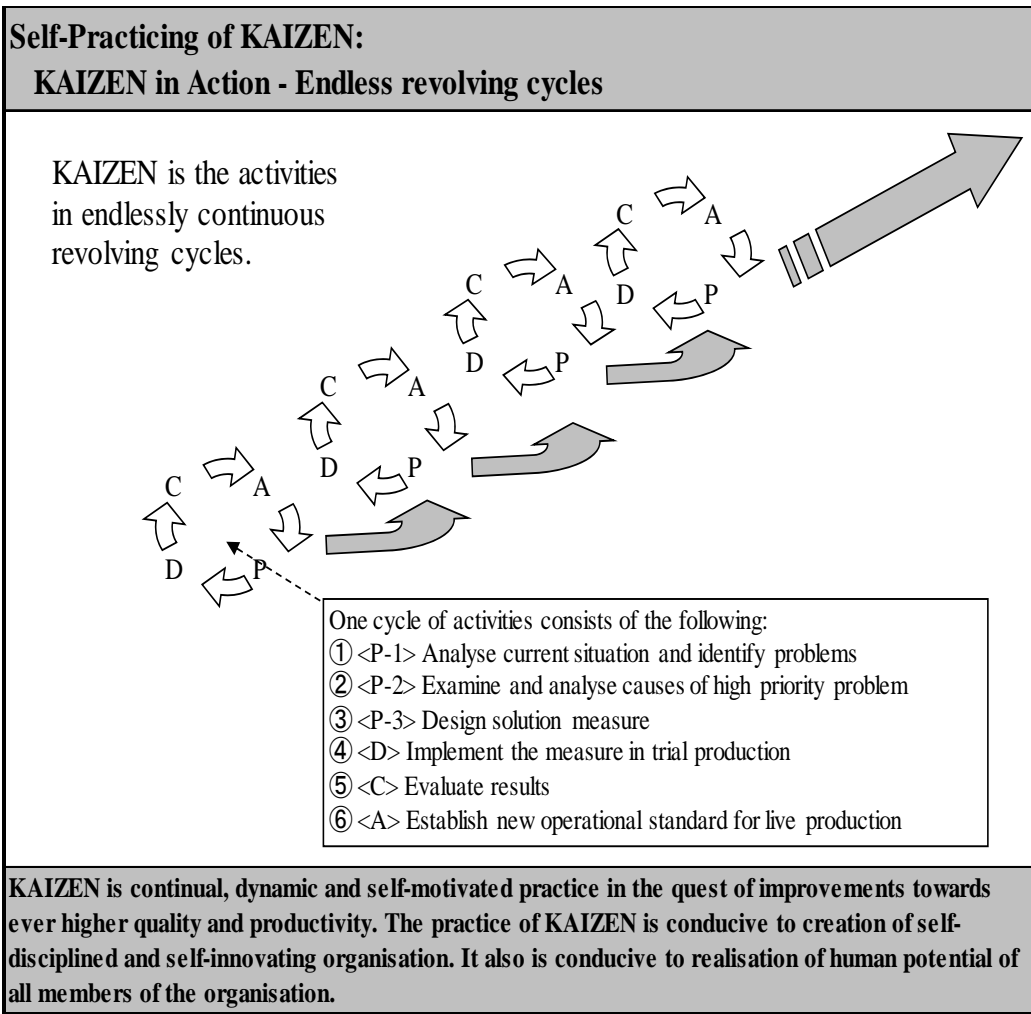 Self-Practicing of KAIZEN:
KAIZEN in Action - Endless revolving cycles
KAIZEN is the activities
in endlessly continuous
revolving cycles.
C
A
D
P
C
A
D
P
C
A
D
P
C
A
D
P
One cycle of activities consists of the following:
① <P-1> Analyse current situation and identify problems
② <P-2> Examine and analyse causes of high priority problem
③ <P-3> Design solution measure
④ <D> Implement the measure in trial production
⑤ <C> Evaluate results
⑥ <A> Establish new operational standard for live production
KAIZEN is continual, dynamic and self-motivated practice in the quest of improvements towards
ever higher quality and productivity. The practice of KAIZEN is conducive to creation of self-
disciplined and self-innovating organisation. It also is conducive to realisation of human potential of
all members of the organisation.